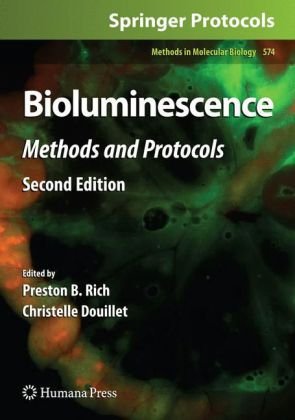 Springer Protocols
Methods in Molecular Biology 574
Bioluminescence
Methods and Protocols
Second Edition
Edited by
Preston B. Rich
Christelle Douillet
Humana Press